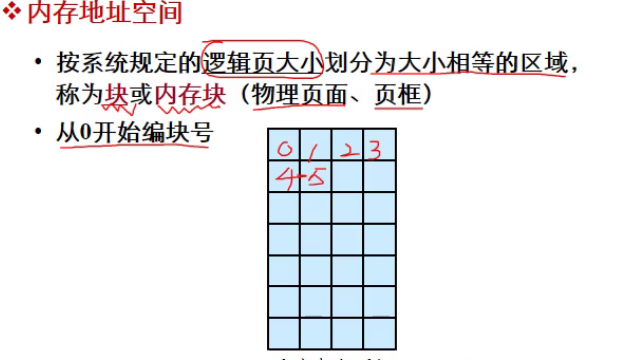 ❖ 内存地址空间
• 按系统规定的逻辑页大小划分为大小相等的区域，
称为块或内存块（物理页面、页框）
• 从0开始编块号
0 1 2 3
4 5